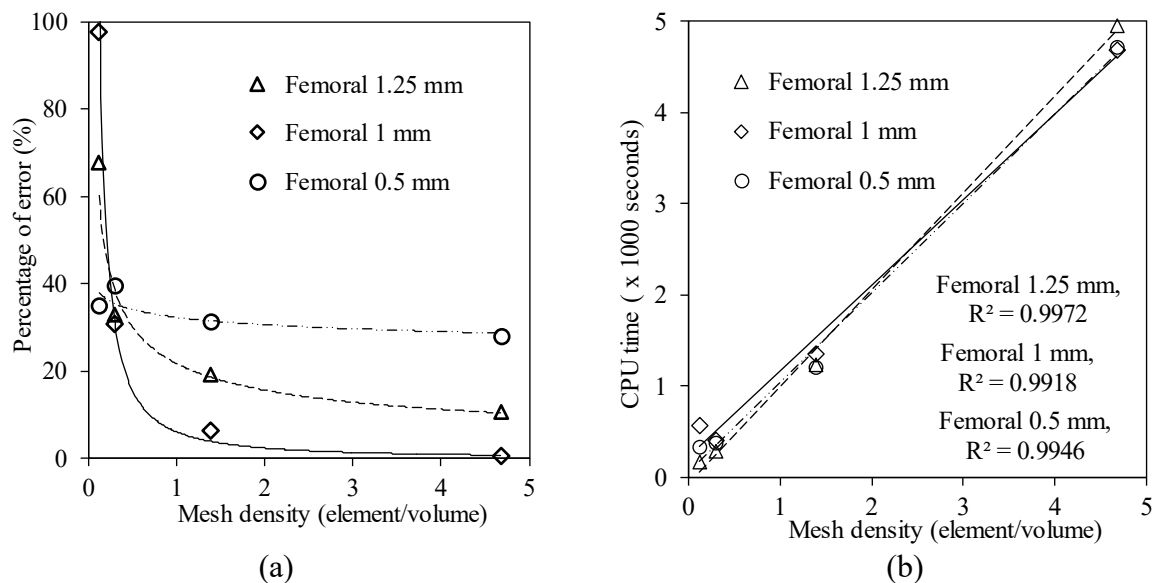 100
80
60
40
20
0
Percentage of error (%)
Femoral 1.25 mm
Femoral 1 mm
Femoral 0.5 mm
0 1 2 3 4 5
Mesh density (element/volume)
(a)
5
4
3
2
1
0
CPU time ( x 1000 seconds)
Femoral 1.25 mm
Femoral 1 mm
Femoral 0.5 mm
Femoral 1.25 mm,
R² = 0.9972
Femoral 1 mm,
R² = 0.9918
Femoral 0.5 mm,
R² = 0.9946
0 1 2 3 4 5
Mesh density (element/volume)
(b)